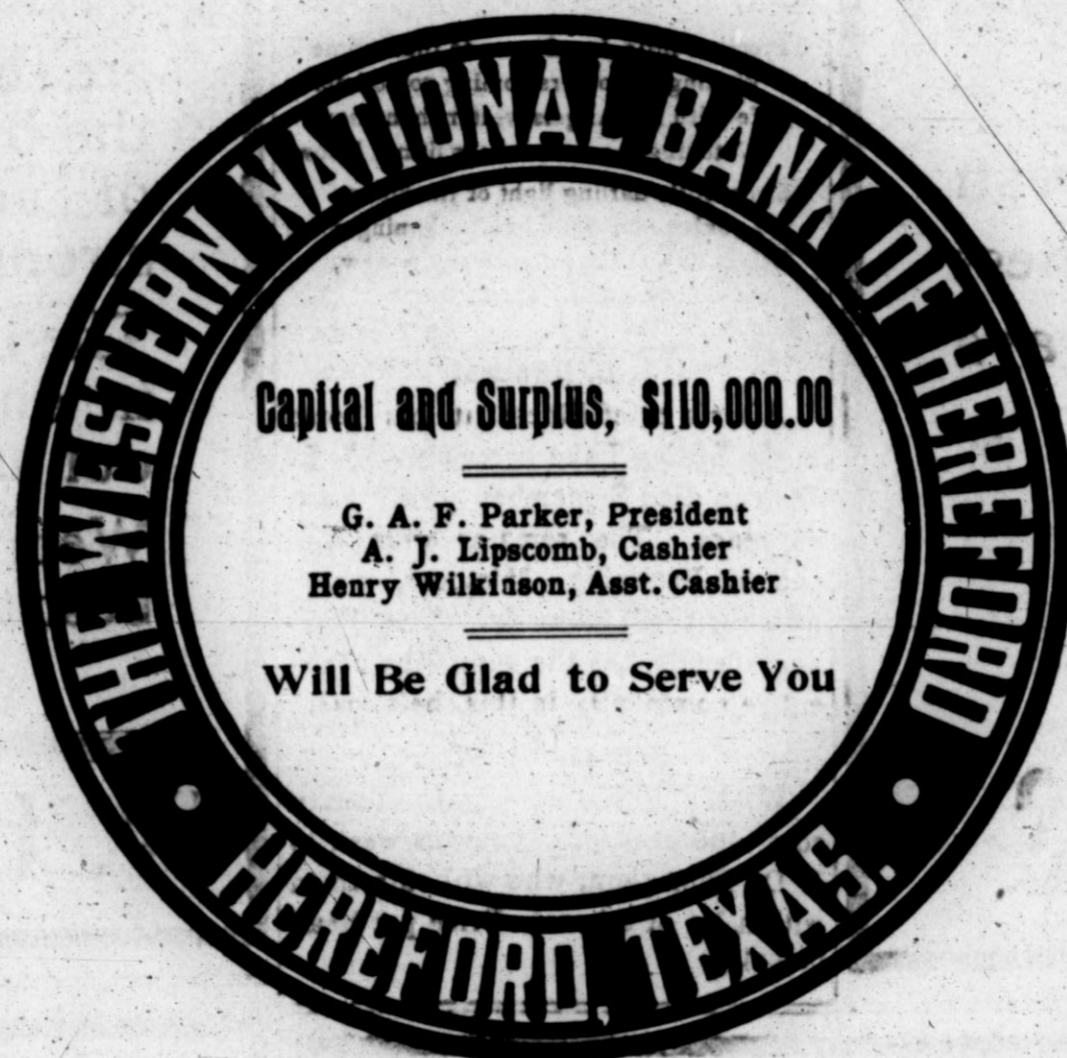 THE WESTERN NATIONAL BANK OF HEREFORD
Capital and Surplus, $110,000.00
G. A. F. Parker, President
A. J. Lipscomb, Cashier
Henry Wilkinson, Asst. Cashier
Will Be Glad to Serve You
HEREFORD, TEXAS.